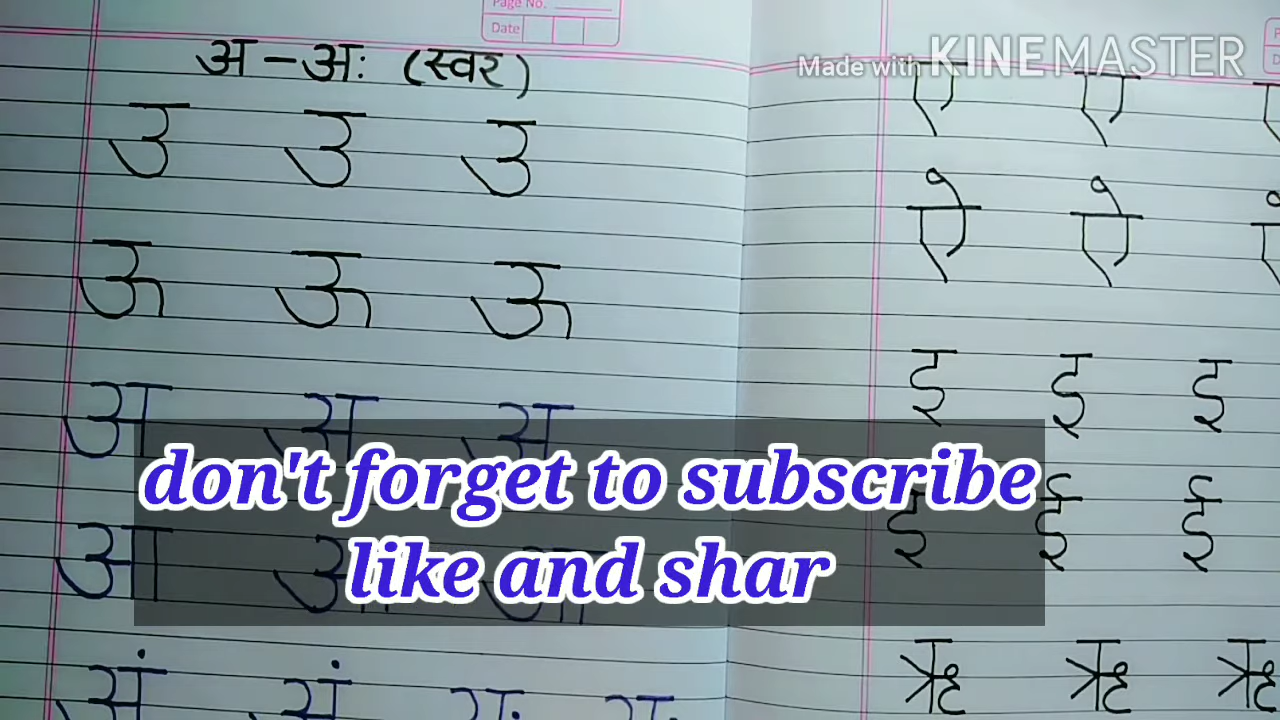 Page No.
Date
अ - अः (स्वर)
उ उ उ
ऊ ऊ ऊ
अ अ अ
आ आ आ
अं अं अः अः
Made with KINEMASTER
ए ए ए
ऐ ऐ ऐ
इ इ इ
ई ई ई
ऋ ऋ ऋ
don't forget to subscribe
like and shar